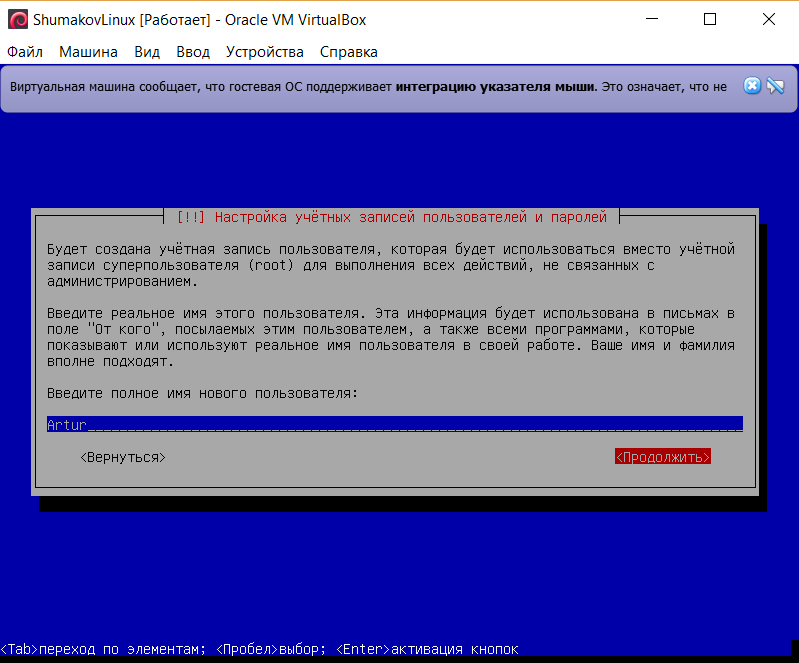 ShumakovLinux [Работает] - Oracle VM VirtualBox
Файл Машина Вид Ввод Устройства Справка
Виртуальная машина сообщает, что гостевая ОС поддерживает интеграцию указателя мыши. Это означает, что не
[!!] Настройка учётных записей пользователей и паролей
Будет создана учётная запись пользователя, которая будет использоваться вместо учётной
записи суперпользователя (root) для выполнения всех действий, не связанных с
администрированием.
Введите реальное имя этого пользователя. Эта информация будет использована в письмах в
поле "От кого", посылаемых этим пользователем, а также всеми программами, которые
показывают или используют реальное имя пользователя в своей работе. Ваше имя и фамилия
вполне подходят.
Введите полное имя нового пользователя:
Artur
<Вернуться> <Продолжить>
<Tab>переход по элементам; <Пробел>выбор; <Enter>активация кнопок